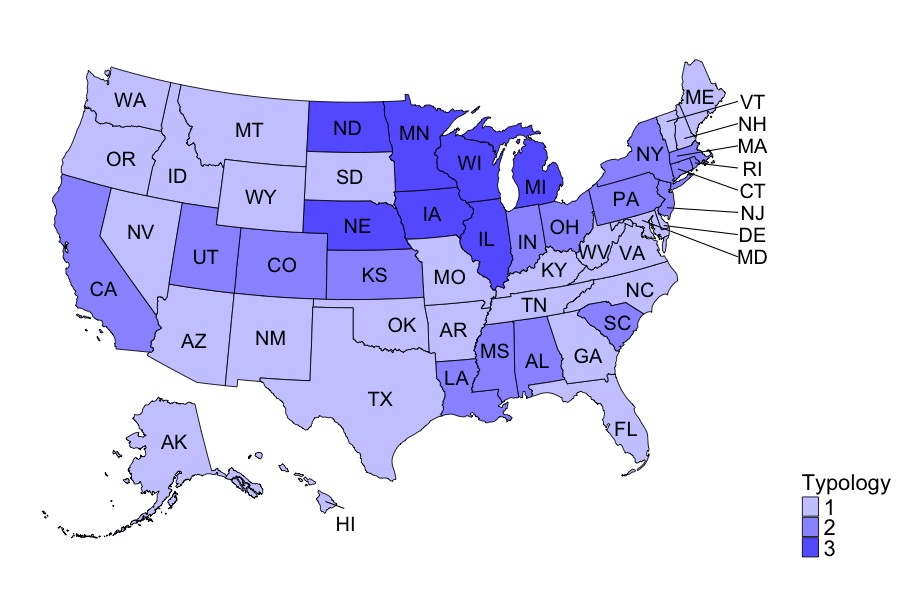 WA
MT
ND
MN
ME
VT
NH
OR
ID
WY
SD
WI
MI
NY
MA
RI
CT
NV
UT
CO
NE
IA
IL
IN
OH
PA
NJ
DE
MD
CA
KS
MO
KY
WV
VA
AZ
NM
OK
AR
TN
NC
TX
LA
MS
AL
GA
SC
FL
AK
HI
Typology
1
2
3